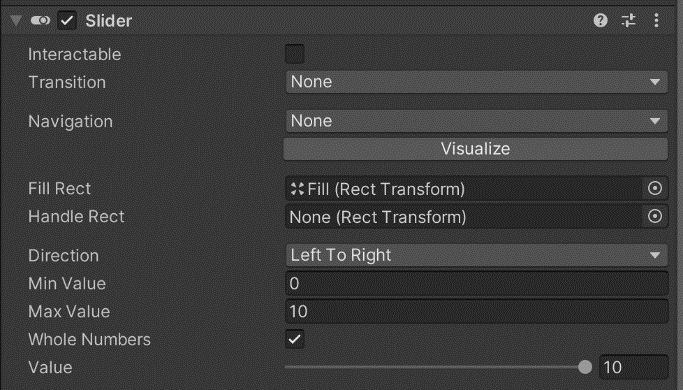 Slider
Interactable
Transition None
Navigation None
Visualize
Fill Rect Fill (Rect Transform)
Handle Rect None (Rect Transform)
Direction Left To Right
Min Value 0
Max Value 10
Whole Numbers
Value 10